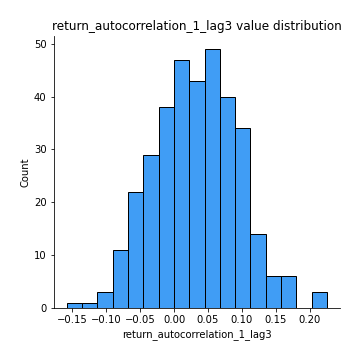 return_autocorrelation_1_lag3 value distribution
50
40
30
20
10
0
Count
−0.15 −0.10 −0.05 0.00 0.05 0.10 0.15 0.20
return_autocorrelation_1_lag3